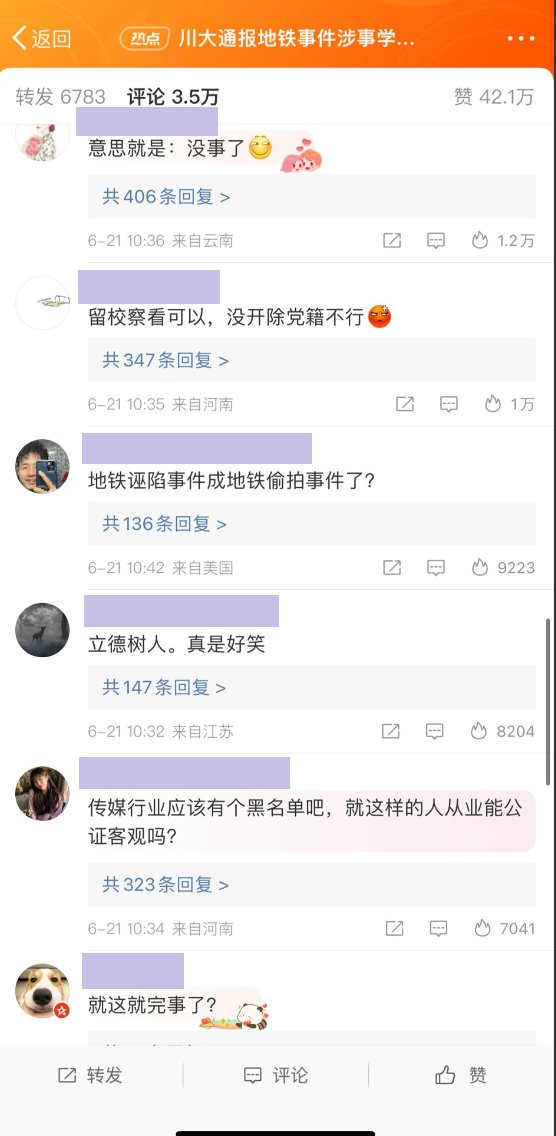 返回
热点 川大通报地铁事件涉事学...
转发 6783 评论 3.5万 赞 42.1万
意思就是：没事了
共406条回复 >
6-21 10:36 来自云南 1.2万
留校察看可以，没开除党籍不行
共347条回复 >
6-21 10:35 来自河南 1万
地铁诬陷事件成地铁偷拍事件了?
共136条回复 >
6-21 10:42 来自美国 9223
立德树人。真是好笑
共147条回复 >
6-21 10:32 来自江苏 8204
传媒行业应该有个黑名单吧，就这样的人从业能公
证客观吗?
共323条回复 >
6-21 10:34 来自河南 7041
就这就完事了?
转发 评论 赞